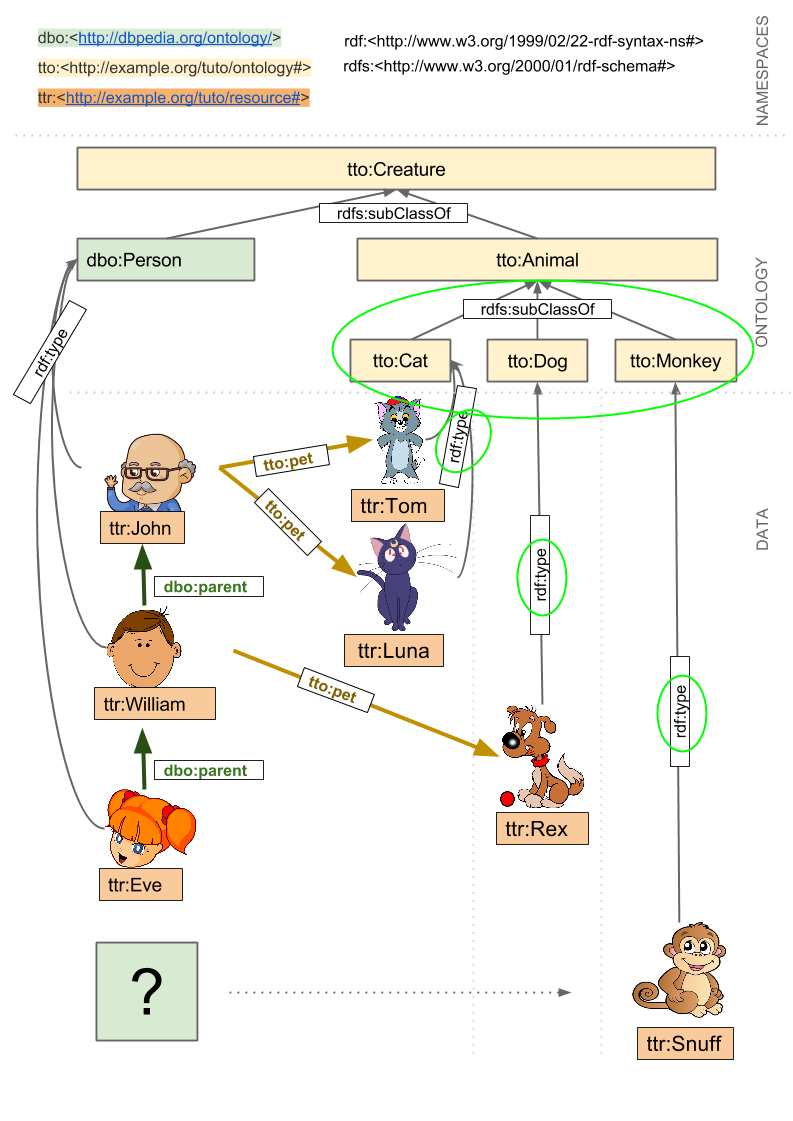 dbo:<http://dbpedia.org/ontology/>
rdf:<http://www.w3.org/1999/02/22-rdf-syntax-ns#>
tto:<http://example.org/tuto/ontology#>
rdfs:<http://www.w3.org/2000/01/rdf-schema#>
ttr:<http://example.org/tuto/resource#>
NAMESPACES
tto:Creature
rdfs:subClassOf
dbo:Person
tto:Animal
ONTOLOGY
rdfs:subClassOf
rdf:type
tto:Cat
tto:Dog
tto:Monkey
rdf:type
tto:pet
ttr:Tom
tto:pet
ttr:John
DATA
rdf:type
dbo:parent
ttr:Luna
tto:pet
ttr:William
rdf:type
dbo:parent
ttr:Rex
ttr:Eve
?
ttr:Snuff